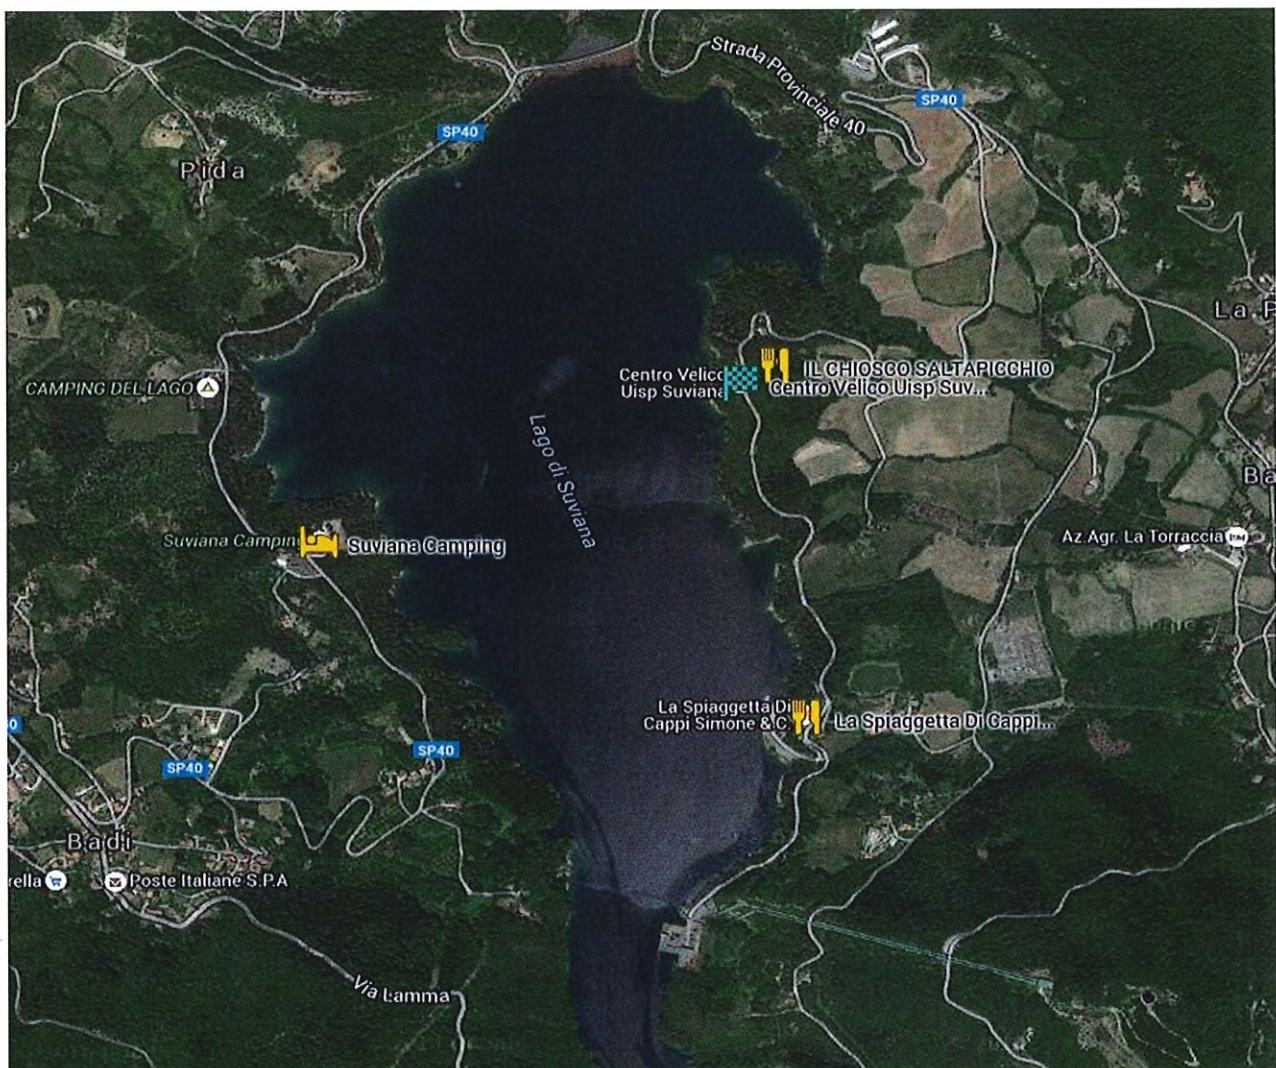 Strada Provinciale 40
SP40
SP40
Pida
La P
CAMPING DEL LAGO
Centro Velico
Uisp Suviana
IL CHIOSCO SALTAPICCHIO
Centro Velico Uisp Suv...
Lago di Suviana
Ba
Suviana Camping
Suviana Camping
Az.Agr. La Torraccia
La Spiaggetta Di
Cappi Simone & C.
La Spiaggetta Di Cappi...
0
SP40
SP40
Badi
rella
Poste Italiane S.P.A
Via Lamma